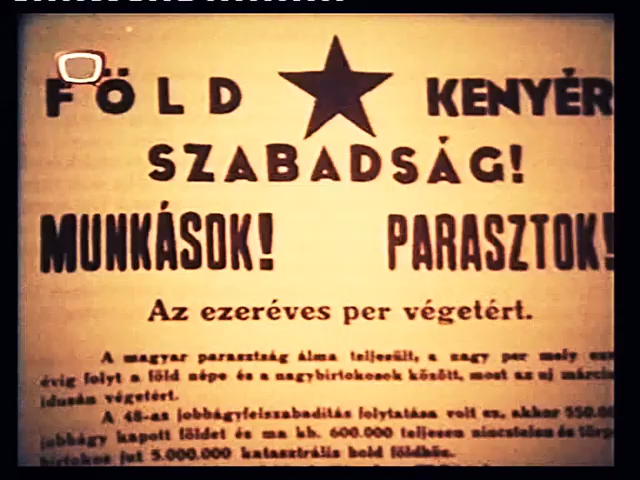 FÖLD KENYÉR
SZABADSÁG!
MUNKÁSOK! PARASZTOK!
Az ezeréves per végetért.
A magyar parasztság álma teljesült, a nagy per mely
évig folyt a föld népe és a nagybirtokosok között, most az uj
idusán végetért.
A 48-as jobbágyfelszabadítás folytatása volt ez, akkor
jobbágy kapott földet és ma kb. 600.000 teljesen nincstelen és
birtokos jut 5.000.000 katasztrális hold földhöz.